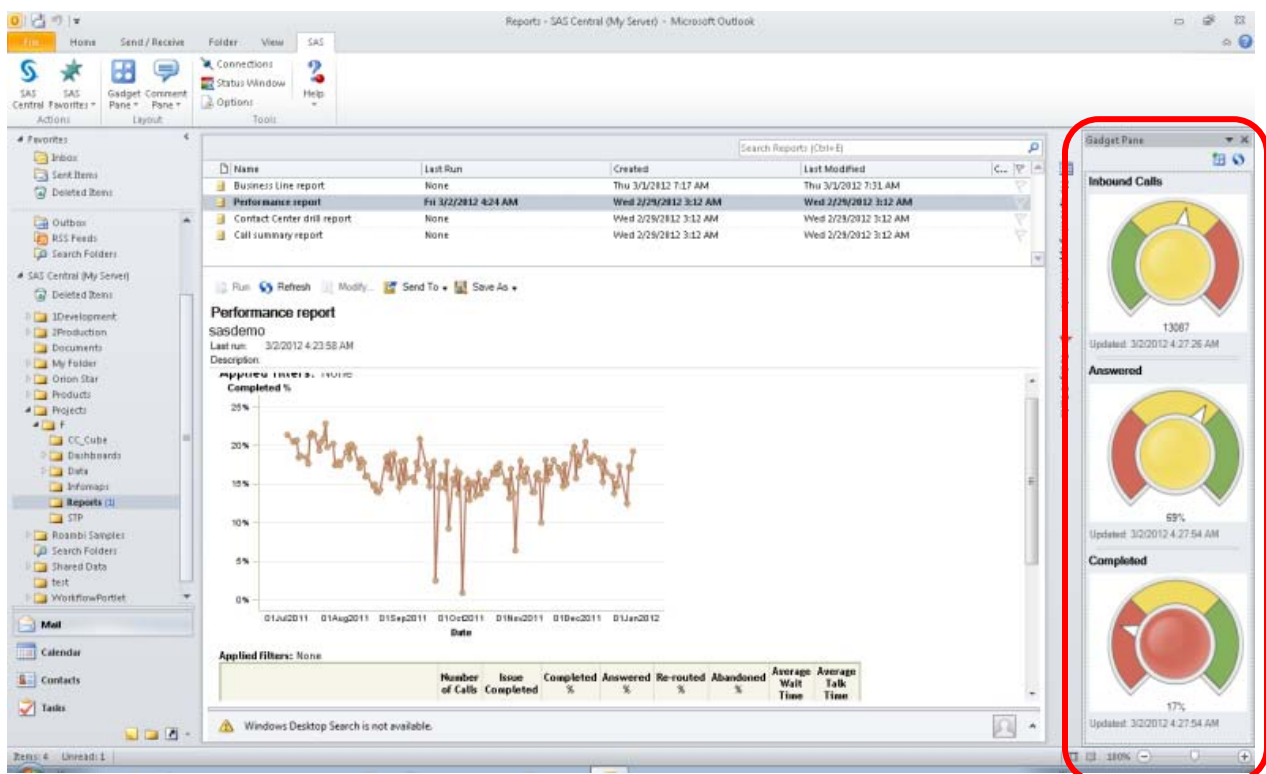 Reports - SAS Central (My Server) - Microsoft Outlook
File Home Send / Receive Folder View SAS
SAS Central
SAS Favorites
Gadget Pane
Comment Pane
Connections
Status Window
Options
Help
Actions Layout Tools
Favorites
Inbox
Sent Items
Deleted Items
Outbox
RSS Feeds
Search Folders
SAS Central (My Server)
Deleted Items
1Development
2Production
Documents
My Folder
Orion Star
Products
Projects
F
CC_Cube
Dashboards
Data
Infomaps
Reports (1)
STP
Roambi Samples
Search Folders
Shared Data
test
WorkflowPortlet
Mail
Calendar
Contacts
Tasks
Items: 4 Unread: 1
Search Reports (Ctrl+E)
Name Last Run Created Last Modified C...
Business Line report None Thu 3/1/2012 7:17 AM Thu 3/1/2012 7:31 AM
Performance report Fri 3/2/2012 4:24 AM Wed 2/29/2012 3:12 AM Wed 2/29/2012 3:12 AM
Contact Center drill report None Wed 2/29/2012 3:12 AM Wed 2/29/2012 3:12 AM
Call summary report None Wed 2/29/2012 3:12 AM Wed 2/29/2012 3:12 AM
Run Refresh Modify... Send To Save As
Performance report
sasdemo
Last run: 3/2/2012 4:23:58 AM
Description:
Applied filters: None
Completed %
25%
20%
15%
10%
5%
0%
01Jul2011 01Aug2011 01Sep2011 01Oct2011 01Nov2011 01Dec2011 01Jan2012
Date
Applied Filters: None
Number of Calls
Issue Completed
Completed %
Answered %
Re-routed %
Abandoned %
Average Wait Time
Average Talk Time
Windows Desktop Search is not available.
Gadget Pane
Inbound Calls
13087
Updated: 3/2/2012 4:27:26 AM
Answered
69%
Updated: 3/2/2012 4:27:54 AM
Completed
17%
Updated: 3/2/2012 4:27:54 AM
180%